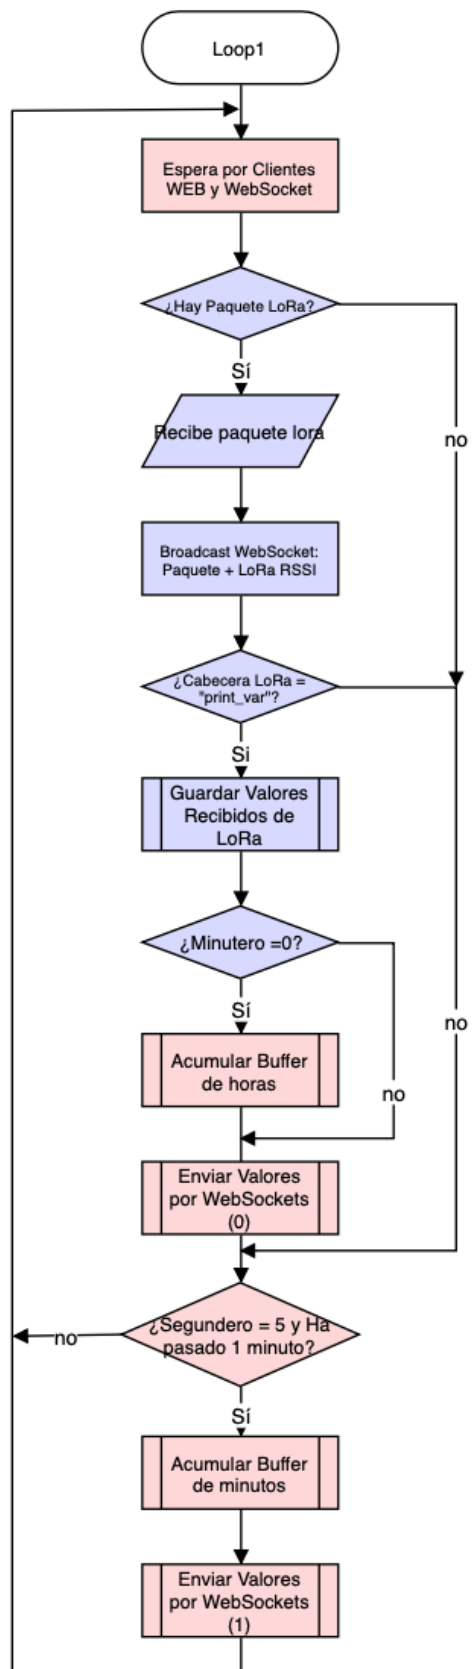 Loop1
Espera por Clientes
WEB y WebSocket
¿Hay Paquete LoRa?
Sí
no
Recibe paquete lora
Broadcast WebSocket:
Paquete + LoRa RSSI
¿Cabecera LoRa =
"print_var"?
Si
Guardar Valores
Recibidos de
LoRa
¿Minutero =0?
Sí
no
no
Acumular Buffer
de horas
Enviar Valores
por WebSockets
(0)
¿Segundero = 5 y Ha
pasado 1 minuto?
no
Sí
Acumular Buffer
de minutos
Enviar Valores
por WebSockets
(1)